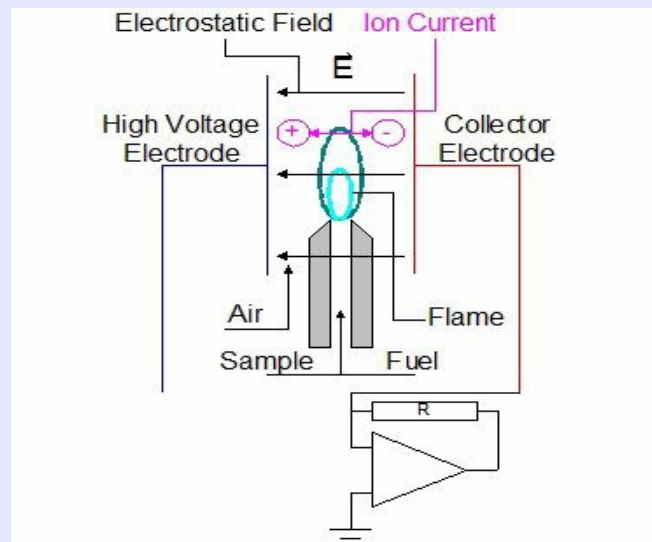 Electrostatic Field Ion Current
E
High Voltage
Electrode
+
-
Collector
Electrode
Air
Flame
Sample Fuel
R